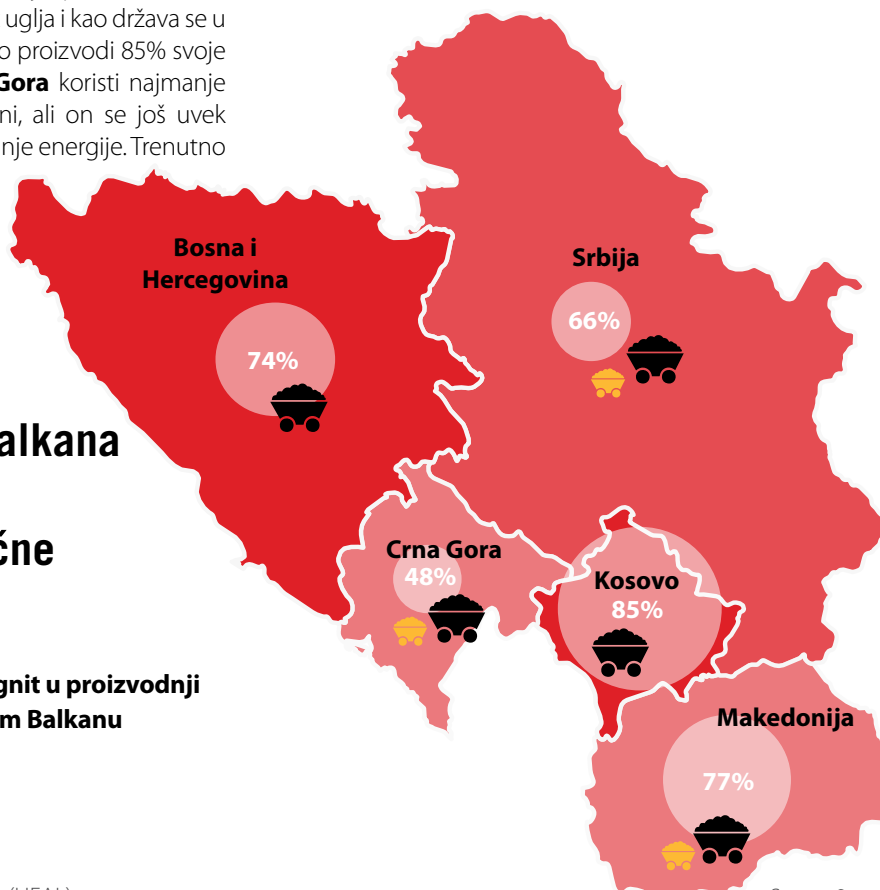 uglja i kao država se u
o proizvodi 85% svoje
Gora koristi najmanje
ni, ali on se još uvek
nje energije. Trenutno
Bosna i
Hercegovina
74%
Srbija
66%
alkana
čne
Crna Gora
48%
Kosovo
85%
gnit u proizvodnji
m Balkanu
Makedonija
77%